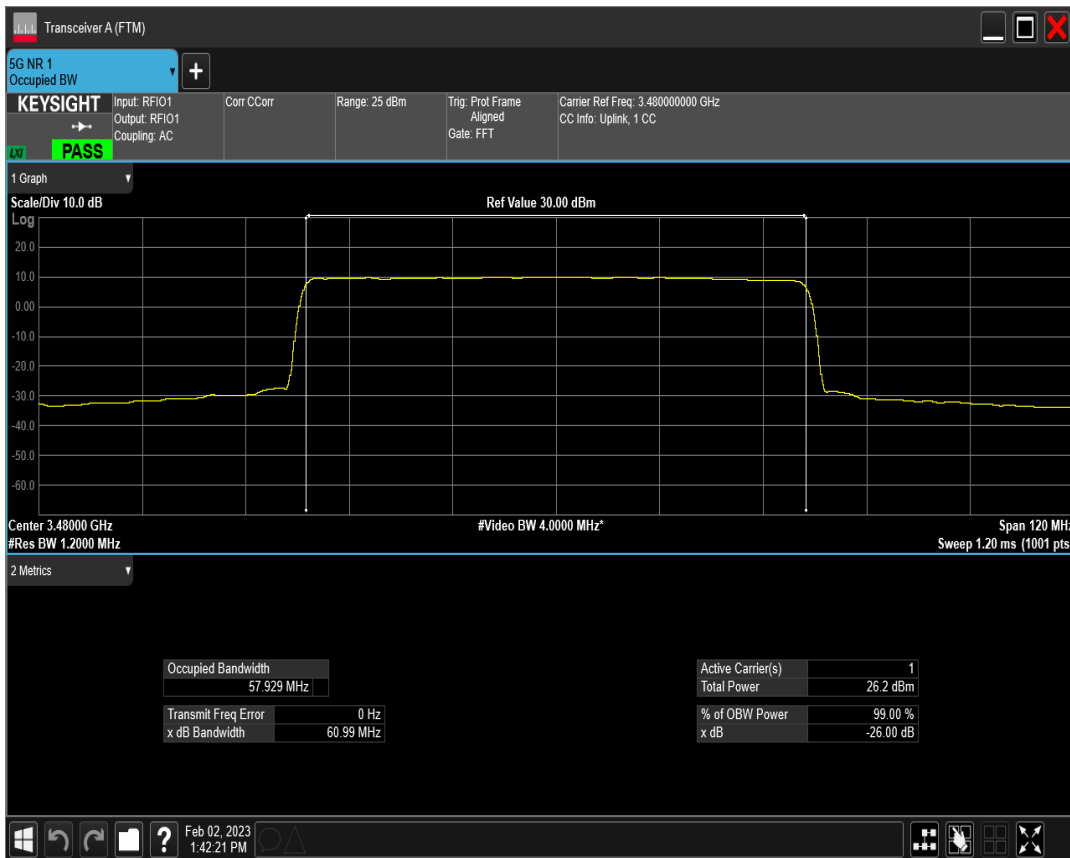 Transceiver A (FTM)
5G NR 1
Occupied BW
+
KEYSIGHT
LXI
PASS
Input: RFIO1
Output: RFIO1
Coupling: AC
Corr CCorr
Range: 25 dBm
Trig: Prot Frame
Aligned
Gate: FFT
Carrier Ref Freq: 3.480000000 GHz
CC Info: Uplink, 1 CC
1 Graph
Scale/Div 10.0 dB
Ref Value 30.00 dBm
Log
20.0
10.0
0.00
-10.0
-20.0
-30.0
-40.0
-50.0
-60.0
Center 3.48000 GHz
#Video BW 4.0000 MHz*
Span 120 MHz
#Res BW 1.2000 MHz
Sweep 1.20 ms (1001 pts
2 Metrics
Occupied Bandwidth
57.929 MHz
Transmit Freq Error 0 Hz
x dB Bandwidth 60.99 MHz
Active Carrier(s) 1
Total Power 26.2 dBm
% of OBW Power 99.00 %
x dB -26.00 dB
?
Feb 02, 2023
1:42:21 PM